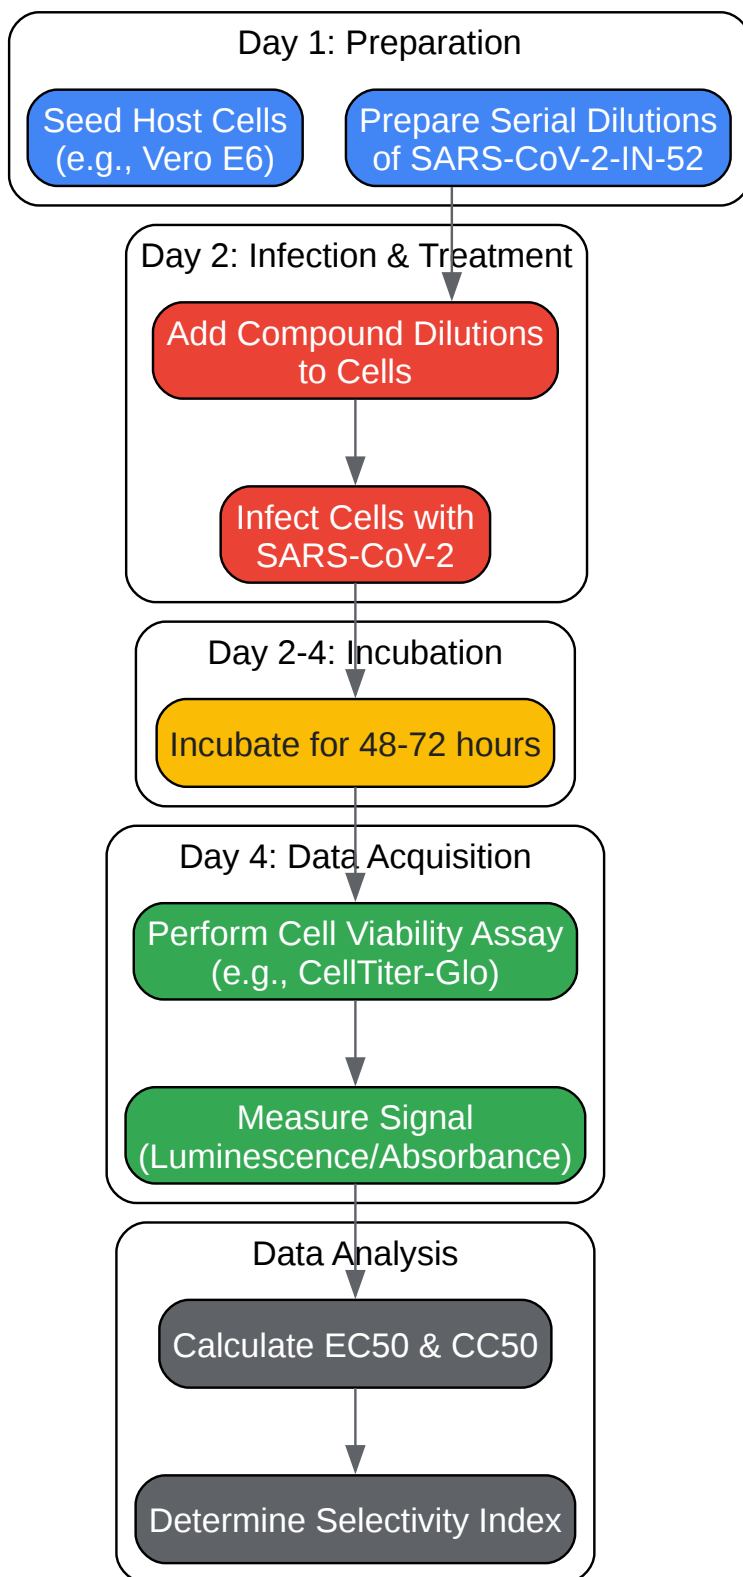 Day 1: Preparation
Seed Host Cells
(e.g., Vero E6)
Prepare Serial Dilutions
of SARS-CoV-2-IN-52
Day 2: Infection & Treatment
Add Compound Dilutions
to Cells
Infect Cells with
SARS-CoV-2
Day 2-4: Incubation
Incubate for 48-72 hours
Day 4: Data Acquisition
Perform Cell Viability Assay
(e.g., CellTiter-Glo)
Measure Signal
(Luminescence/Absorbance)
Data Analysis
Calculate EC50 & CC50
Determine Selectivity Index